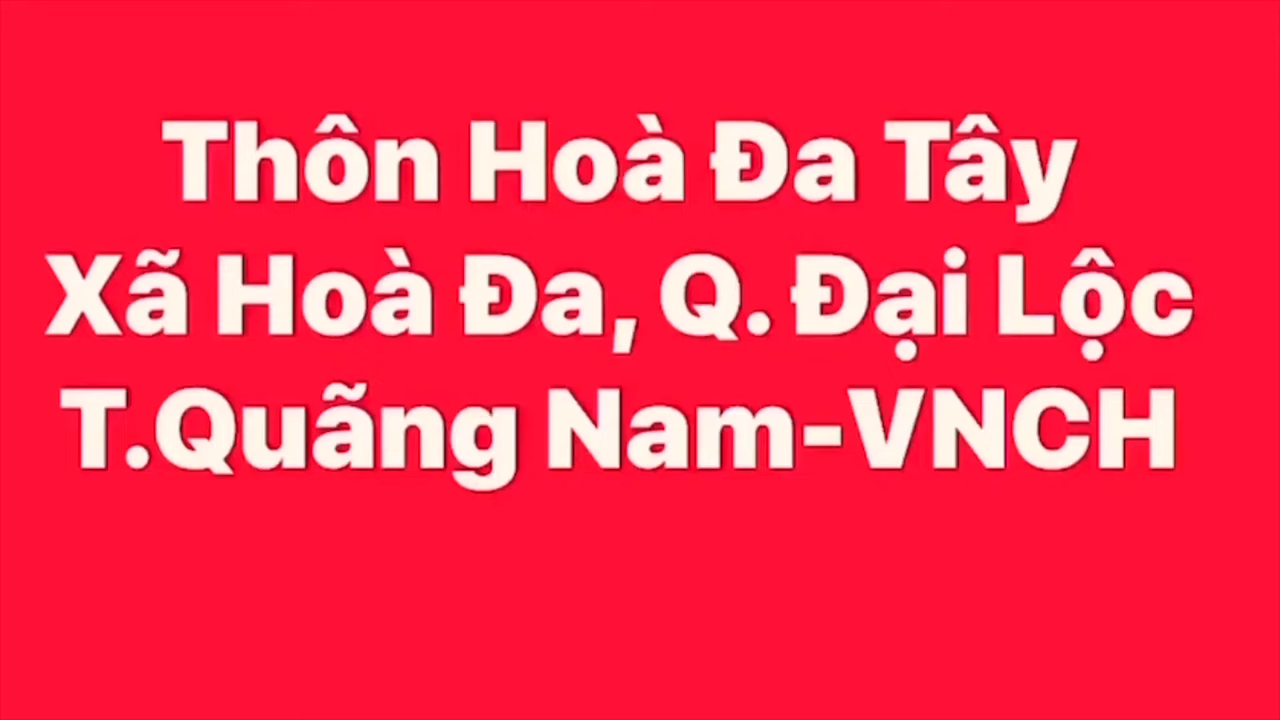 Thôn Hoà Đa Tây
Xã Hoà Đa, Q. Đại Lộc
T.Quãng Nam-VNCH